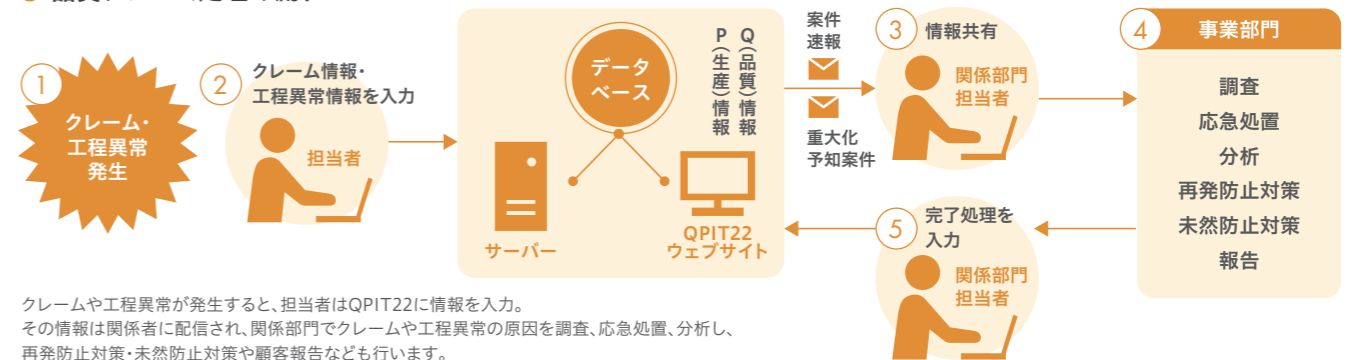 1
クレーム・
工程異常
発生
2
クレーム情報・
工程異常情報を入力
担当者
データ
ベース
Q(品質)情報
P(生産)情報
サーバー
QPIT22
ウェブサイト
案件
速報
重大化
予知案件
3
情報共有
関係部門
担当者
4
事業部門
調査
応急処置
分析
再発防止対策
未然防止対策
報告
5
完了処理を
入力
関係部門
担当者
クレームや工程異常が発生すると、担当者はQPIT22に情報を入力。
その情報は関係者に配信され、関係部門でクレームや工程異常の原因を調査、応急処置、分析し、
再発防止対策・未然防止対策や顧客報告なども行います。